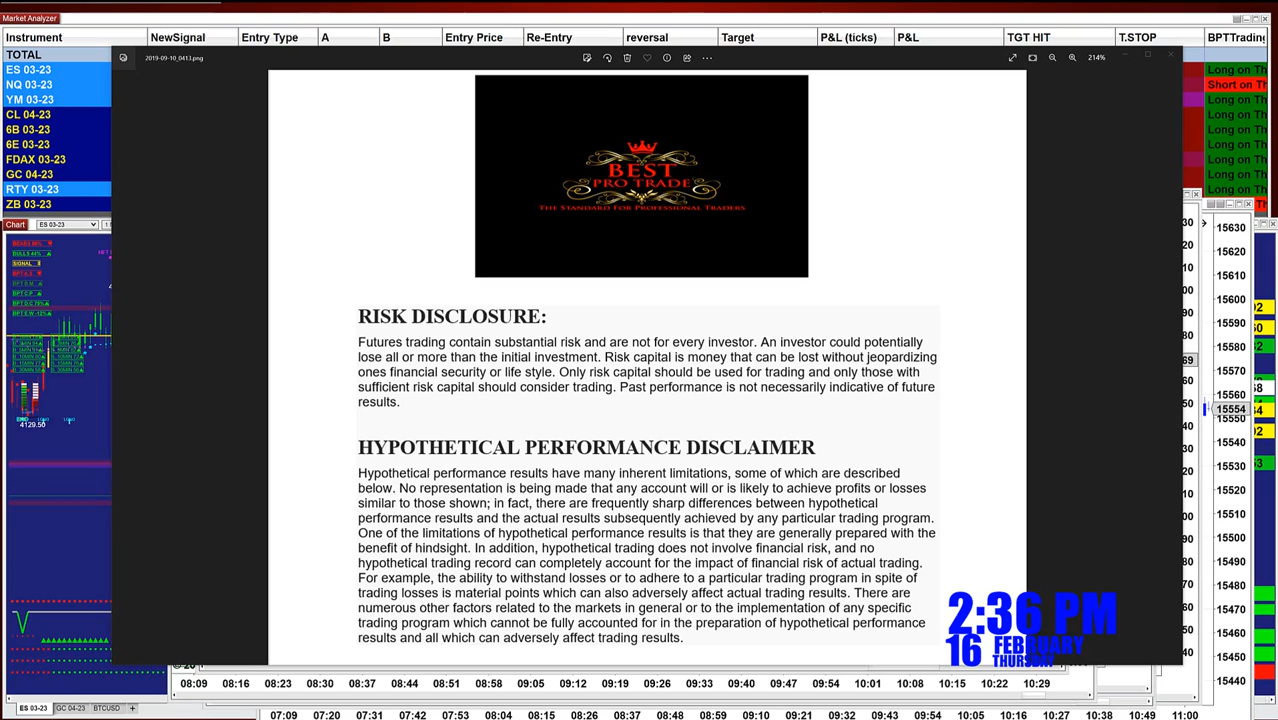 Market Analyzer
Instrument NewSignal Entry Type A B Entry Price Re-Entry reversal Target P&L (ticks) P&L TGT HIT T.STOP BPTTrading
TOTAL
ES 03-23
NQ 03-23
YM 03-23
CL 04-23
6B 03-23
6E 03-23
FDAX 03-23
GC 04-23
RTY 03-23
ZB 03-23
Long on Th
Short on Th
Long on Th
Long on Th
Long on Th
Long on Th
Long on Th
Long on Th
Long on Th
2019-09-10_0413.png
214%
BEST
PRO TRADE
THE STANDARD FOR PROFESSIONAL TRADERS
RISK DISCLOSURE:
Futures trading contain substantial risk and are not for every investor. An investor could potentially
lose all or more than the initial investment. Risk capital is money that can be lost without jeopardizing
ones financial security or life style. Only risk capital should be used for trading and only those with
sufficient risk capital should consider trading. Past performance is not necessarily indicative of future
results.
HYPOTHETICAL PERFORMANCE DISCLAIMER
Hypothetical performance results have many inherent limitations, some of which are described
below. No representation is being made that any account will or is likely to achieve profits or losses
similar to those shown; in fact, there are frequently sharp differences between hypothetical
performance results and the actual results subsequently achieved by any particular trading program.
One of the limitations of hypothetical performance results is that they are generally prepared with the
benefit of hindsight. In addition, hypothetical trading does not involve financial risk, and no
hypothetical trading record can completely account for the impact of financial risk of actual trading.
For example, the ability to withstand losses or to adhere to a particular trading program in spite of
trading losses is material points which can also adversely affect actual trading results. There are
numerous other factors related to the markets in general or to the implementation of any specific
trading program which cannot be fully accounted for in the preparation of hypothetical performance
results and all which can adversely affect trading results.
2:36 PM
16 FEBRUARY
THURSDAY
Chart ES 03-23
BULLS 44%
SIGNAL
4129.50
15630
15620
15610
15600
15590
15580
15570
15560
15554
15550
15540
15530
15520
15510
15500
15490
15480
15470
15460
15450
15440
08:09 08:16 08:23 08:30 08:37 08:44 08:51 08:58 09:05 09:12 09:19 09:26 09:33 09:40 09:47 09:54 10:01 10:08 10:15 10:22 10:29
ES 03-23 GC 04-23 BTCUSD +
07:09 07:20 07:31 07:42 07:53 08:04 08:15 08:26 08:37 08:48 08:59 09:10 09:21 09:32 09:43 09:54 10:05 10:16 10:27 10:38 10:49 11:00